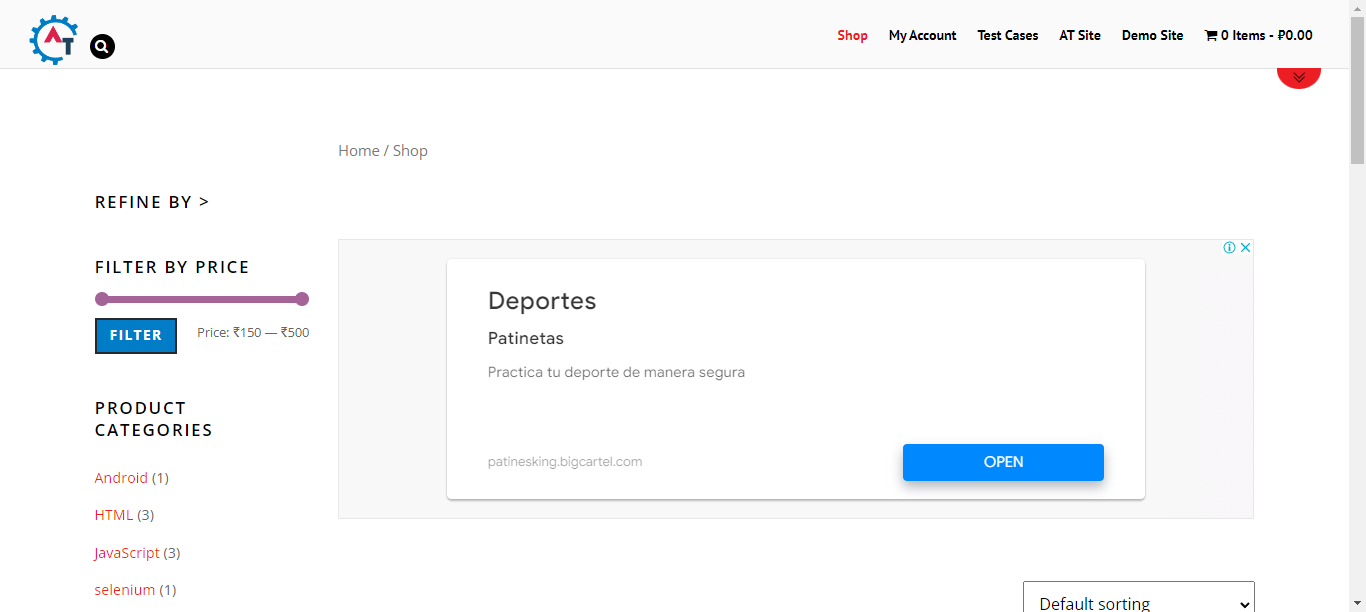 AT
Shop My Account Test Cases AT Site Demo Site 0 Items - ₽0.00
Home / Shop
REFINE BY >
FILTER BY PRICE
FILTER Price: ₹150 — ₹500
PRODUCT
CATEGORIES
Android (1)
HTML (3)
JavaScript (3)
selenium (1)
Deportes
Patinetas
Practica tu deporte de manera segura
patinesking.bigcartel.com OPEN
Default sorting